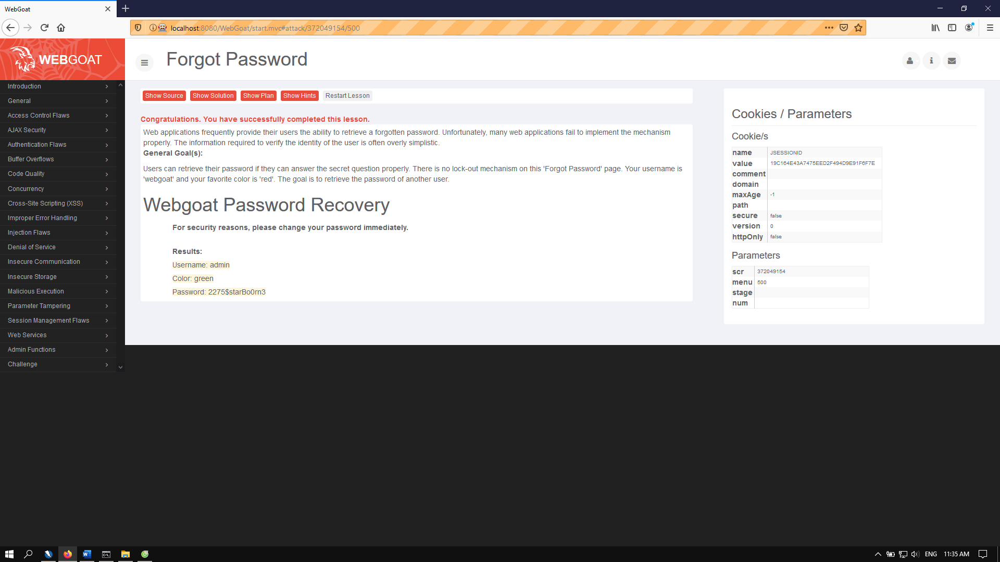 WebGoat
localhost:8080/WebGoat/start.mvc#attack/372049154/500
WEBGOAT
Forgot Password
Introduction
General
Access Control Flaws
AJAX Security
Authentication Flaws
Buffer Overflows
Code Quality
Concurrency
Cross-Site Scripting (XSS)
Improper Error Handling
Injection Flaws
Denial of Service
Insecure Communication
Insecure Storage
Malicious Execution
Parameter Tampering
Session Management Flaws
Web Services
Admin Functions
Challenge
Show Source Show Solution Show Plan Show Hints Restart Lesson
Congratulations. You have successfully completed this lesson.
Web applications frequently provide their users the ability to retrieve a forgotten password. Unfortunately, many web applications fail to implement the mechanism
properly. The information required to verify the identity of the user is often overly simplistic.
General Goal(s):
Users can retrieve their password if they can answer the secret question properly. There is no lock-out mechanism on this 'Forgot Password' page. Your username is
'webgoat' and your favorite color is 'red'. The goal is to retrieve the password of another user.
Webgoat Password Recovery
For security reasons, please change your password immediately.
Results:
Username: admin
Color: green
Password: 2275$starBo0rn3
Cookies / Parameters
Cookie/s
name JSESSIONID
value 19C164E43A7475EED2F494D9E91F6F7E
comment
domain
maxAge -1
path
secure false
version 0
httpOnly false
Parameters
scr 372049154
menu 500
stage
num
ENG 11:35 AM